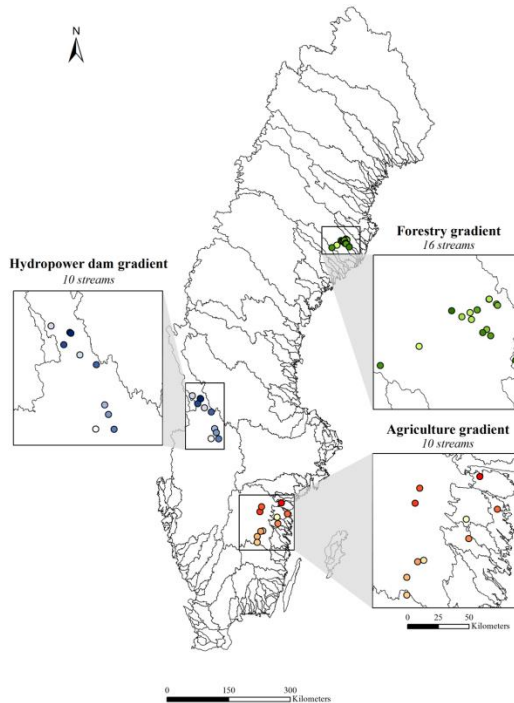 N
Forestry gradient
16 streams
Hydropower dam gradient
10 streams
Agriculture gradient
10 streams
0 25 50
Kilometers
0 150 300
Kilometers